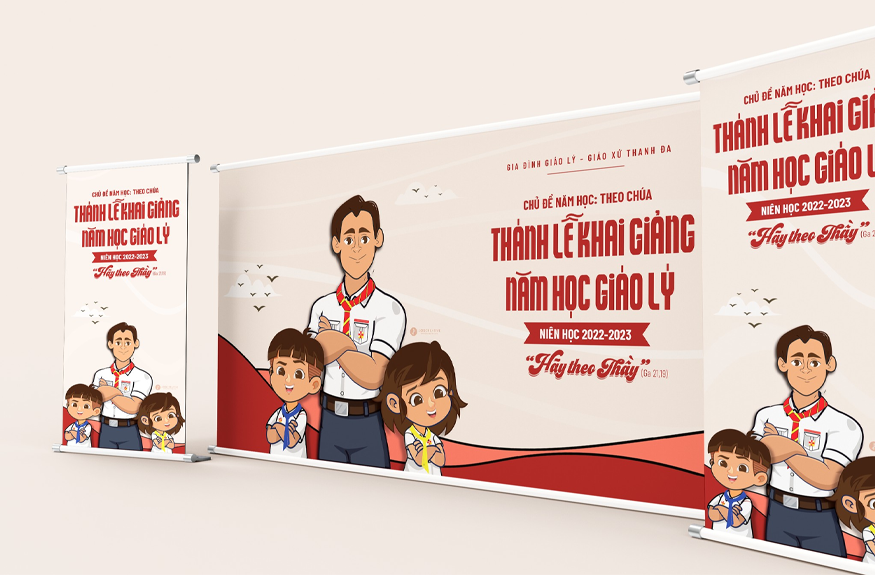 CHỦ ĐỀ NĂM HỌC: THEO CHÚA
THÁNH LỄ KHAI GIẢNG
NĂM HỌC GIÁO LÝ
NIÊN HỌC 2022-2023
“Hãy theo Thầy”
GIA ĐÌNH GIÁO LÝ - GIÁO XỨ THANH ĐA
CHỦ ĐỀ NĂM HỌC: THEO CHÚA
THÁNH LỄ KHAI GIẢNG
NĂM HỌC GIÁO LÝ
NIÊN HỌC 2022-2023
“Hãy theo Thầy” (Ga 21,19)
CHỦ ĐỀ NĂM HỌC: THEO CHÚA
THÁNH LỄ KHAI GIẢ
NĂM HỌC GIÁO L
NIÊN HỌC 2022-2023
“Hãy theo Thầy” (Ga 2